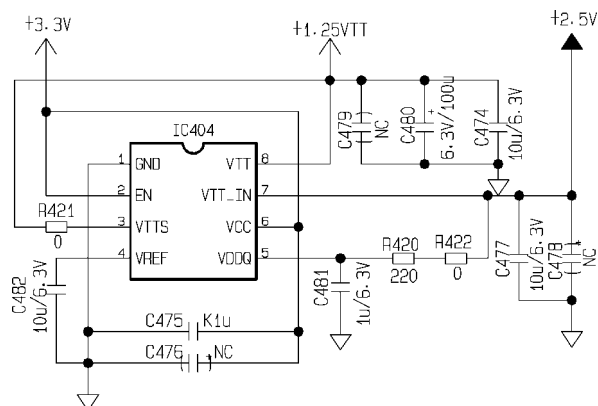 +3.3V
+1.25VTT
+2.5V
IC404
1 GND VTT 8
2 EN VTT_IN 7
3 VTTS VCC 6
4 VREF VDDQ 5
R421
0
C482
10u/6.3V
C475 K1u
C476 NC
C479
NC
C480
+
6.3V/100u
C474
10u/6.3V
C481
1u/6.3V
R420
220
R422
0
C477
10u/6.3V
C478
+
NC